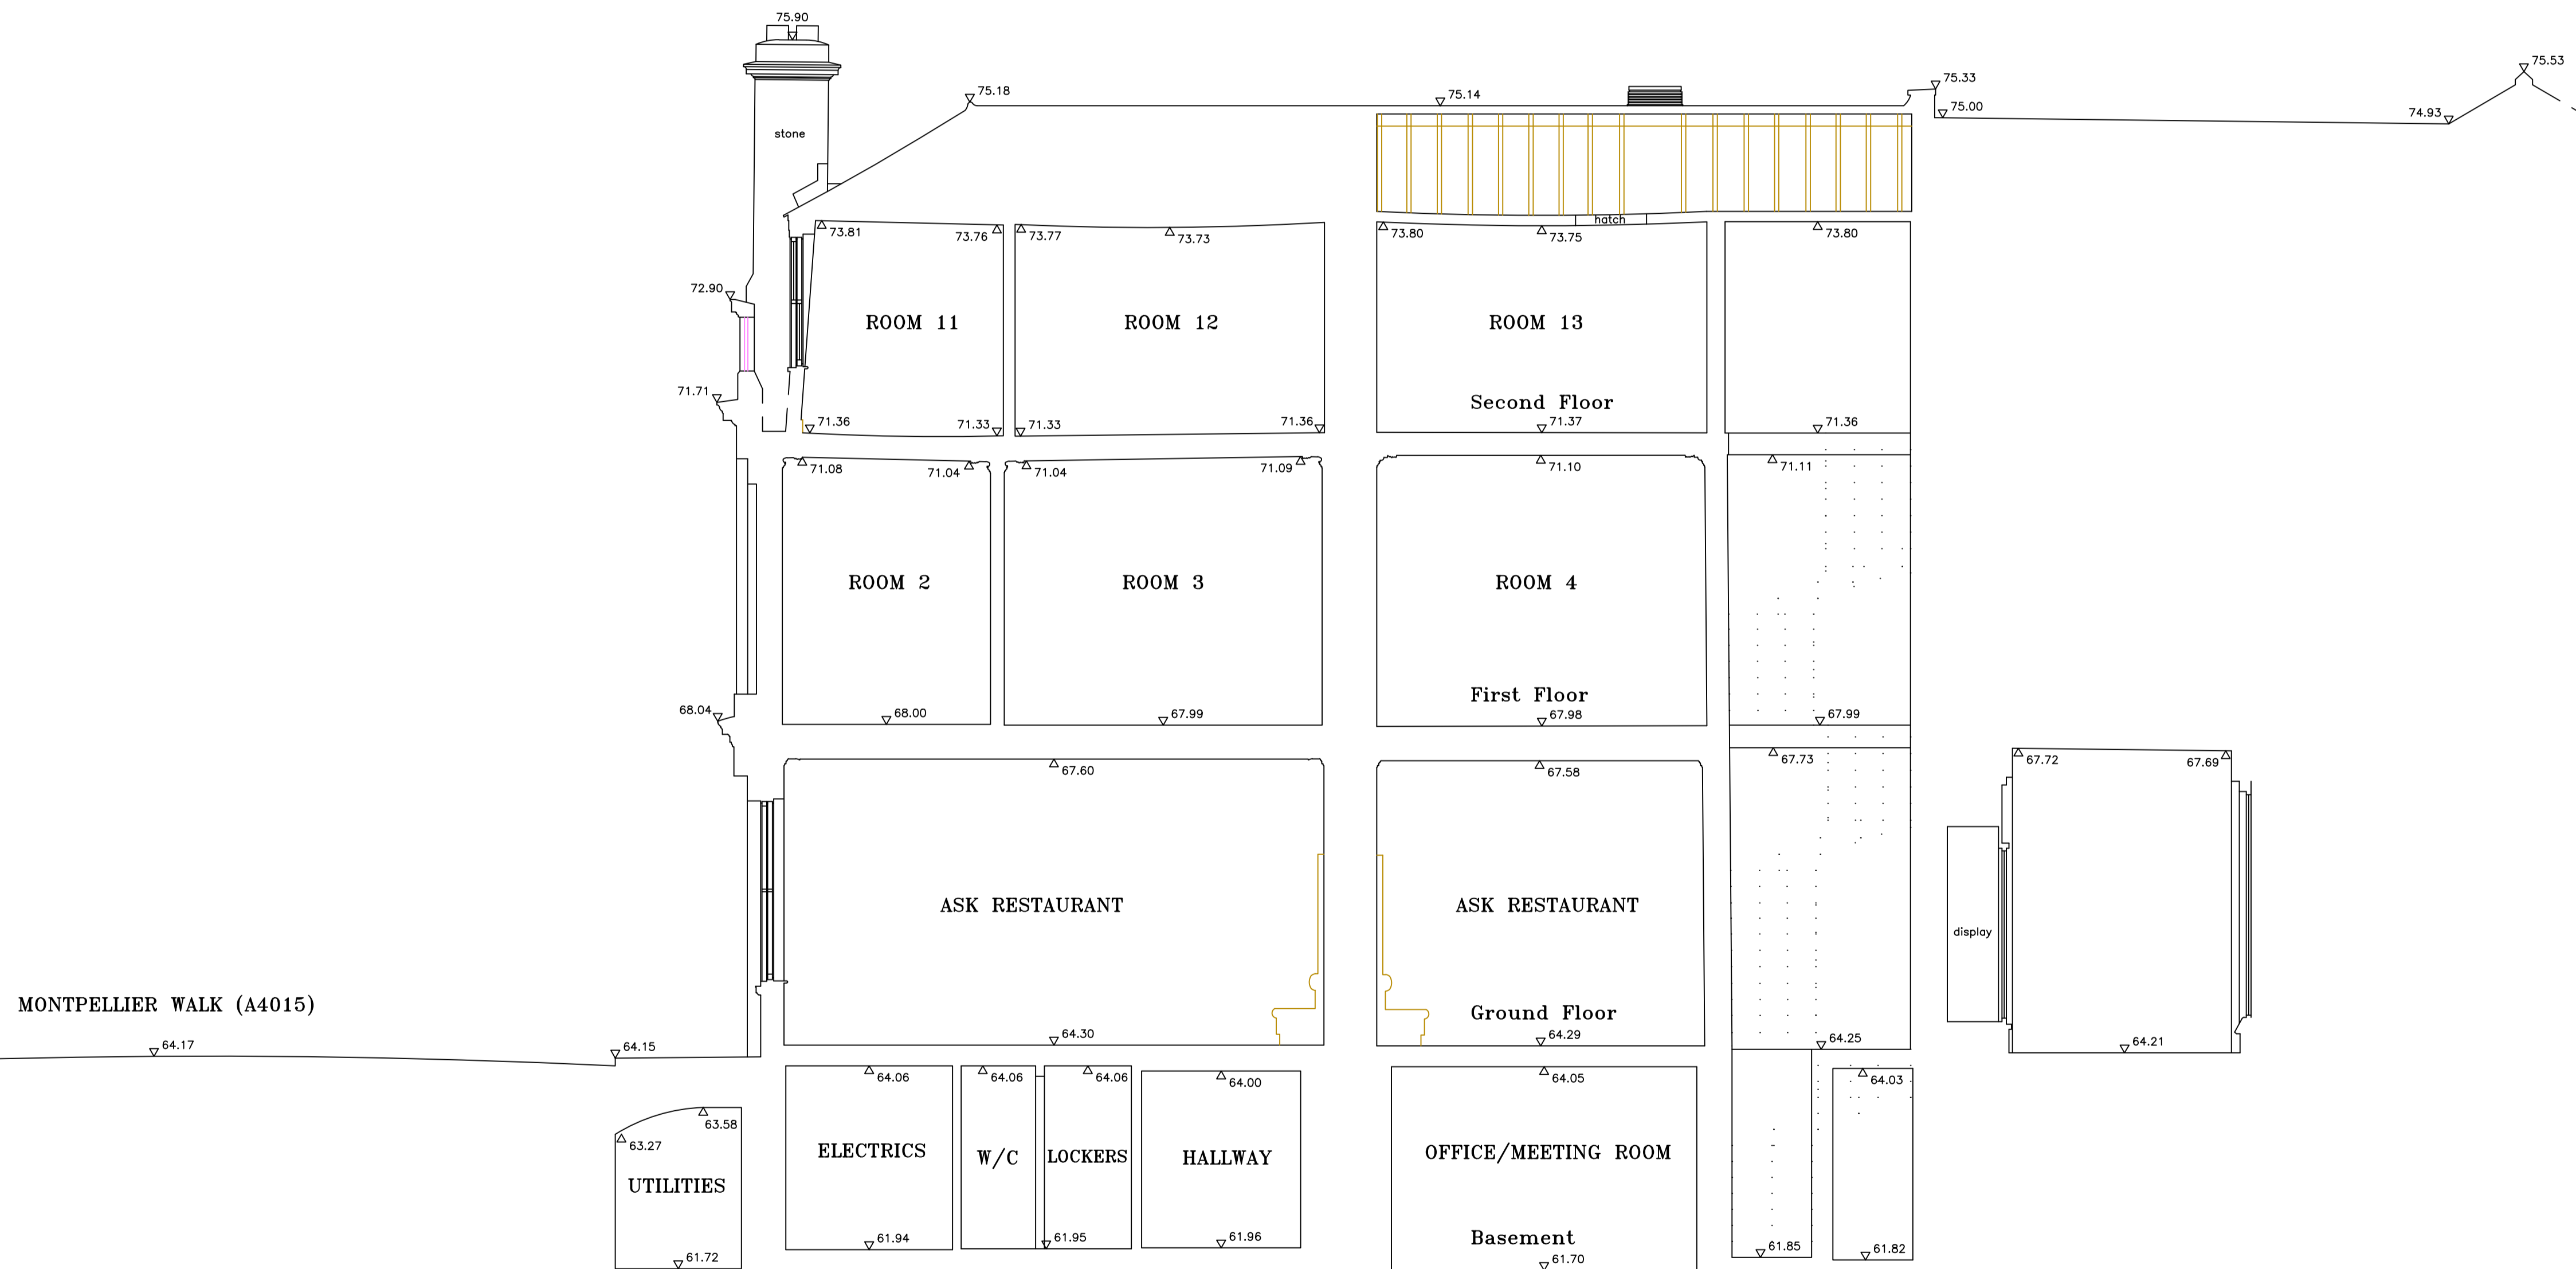 75.90
75.53
75.33
75.18
75.14
75.00
74.93
stone
hatch
73.81
73.76
73.77
73.73
73.80
73.75
73.80
72.90
ROOM 11
ROOM 12
ROOM 13
71.71
Second Floor
71.36
71.33
71.33
71.36
71.37
71.36
71.08
71.04
71.04
71.09
71.10
71.11
ROOM 2
ROOM 3
ROOM 4
First Floor
68.04
68.00
67.99
67.98
67.99
67.60
67.58
67.73
67.72
67.69
ASK RESTAURANT
ASK RESTAURANT
display
MONTPELLIER WALK (A4015)
Ground Floor
64.17
64.15
64.30
64.29
64.25
64.21
64.06
64.06
64.06
64.00
64.05
64.03
63.58
63.27
UTILITIES
ELECTRICS
W/C
LOCKERS
HALLWAY
OFFICE/MEETING ROOM
Basement
61.72
61.94
61.95
61.96
61.70
61.85
61.82